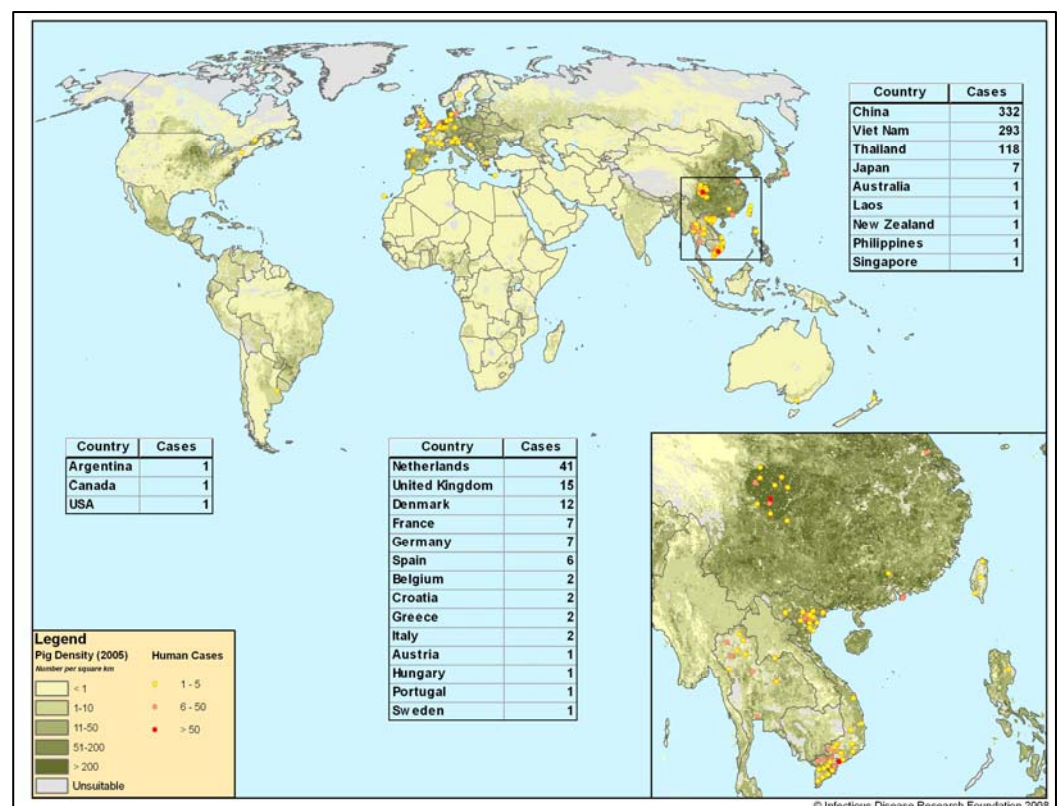 Country Cases
China 332
Viet Nam 293
Thailand 118
Japan 7
Australia 1
Laos 1
New Zealand 1
Philippines 1
Singapore 1
Country Cases
Argentina 1
Canada 1
USA 1
Country Cases
Netherlands 41
United Kingdom 15
Denmark 12
France 7
Germany 7
Spain 6
Belgium 2
Croatia 2
Greece 2
Italy 2
Austria 1
Hungary 1
Portugal 1
Sweden 1
Legend
Pig Density (2005) Human Cases
Number per square km
< 1 1 - 5
1-10 6 - 50
11-50 > 50
51-200
> 200
Unsuitable
© Infectious Disease Research Foundation 2008